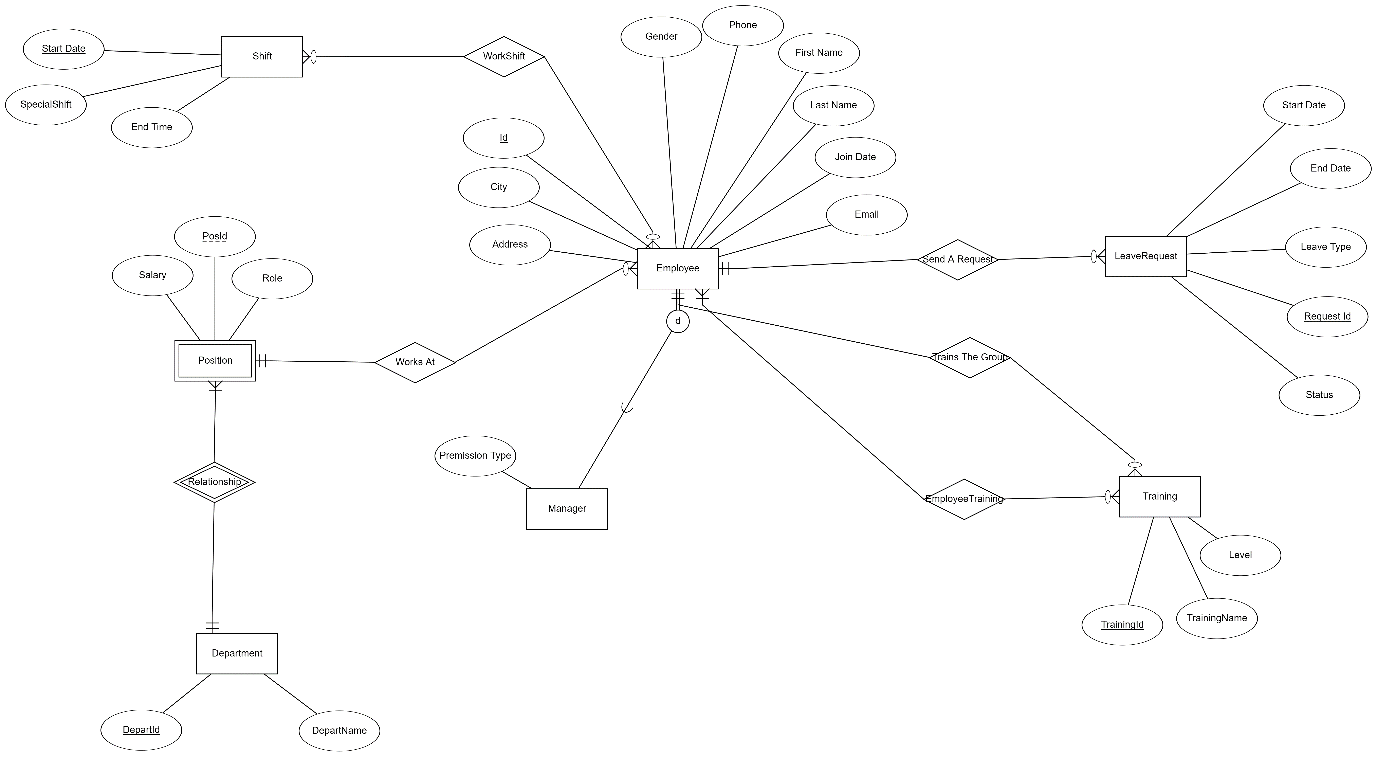 Phone
Gender
Start Date
Shift
WorkShift
First Name
SpecialShift
Last Name
Start Date
End Time
Id
Join Date
End Date
City
Email
PosId
Address
Leave Type
Employee
Send A Request
LeaveRequest
Salary
Role
Request Id
d
Position
Works At
Trains The Group
Status
Premission Type
Relationship
EmployeeTraining
Training
Manager
Level
TrainingId
TrainingName
Department
DepartId
DepartName